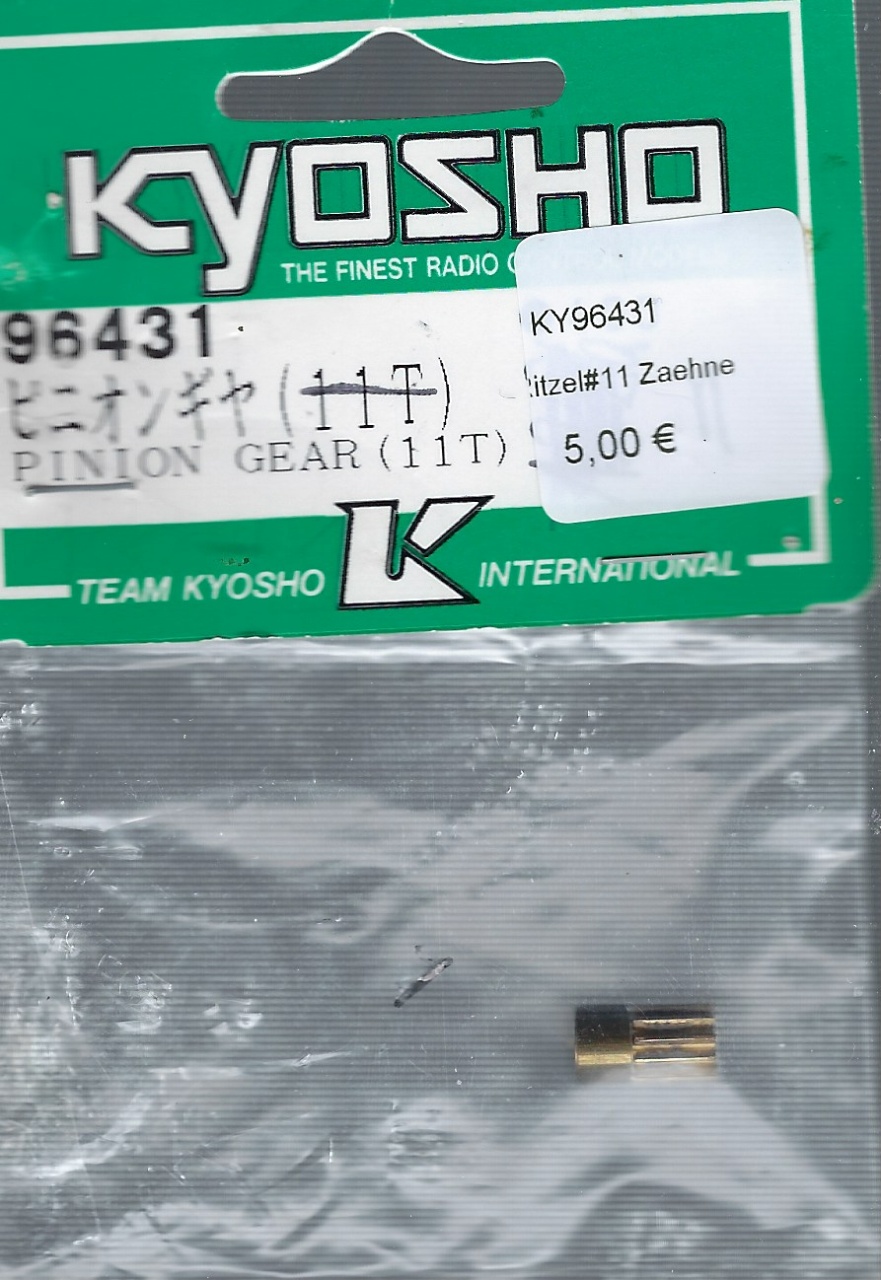 KYOSHO
THE FINEST RADIO
96431
ピニオンギヤ (11T)
PINION GEAR (11T)
KY96431
itzel#11 Zaehne
5,00 €
TEAM KYOSHO K INTERNATIONAL